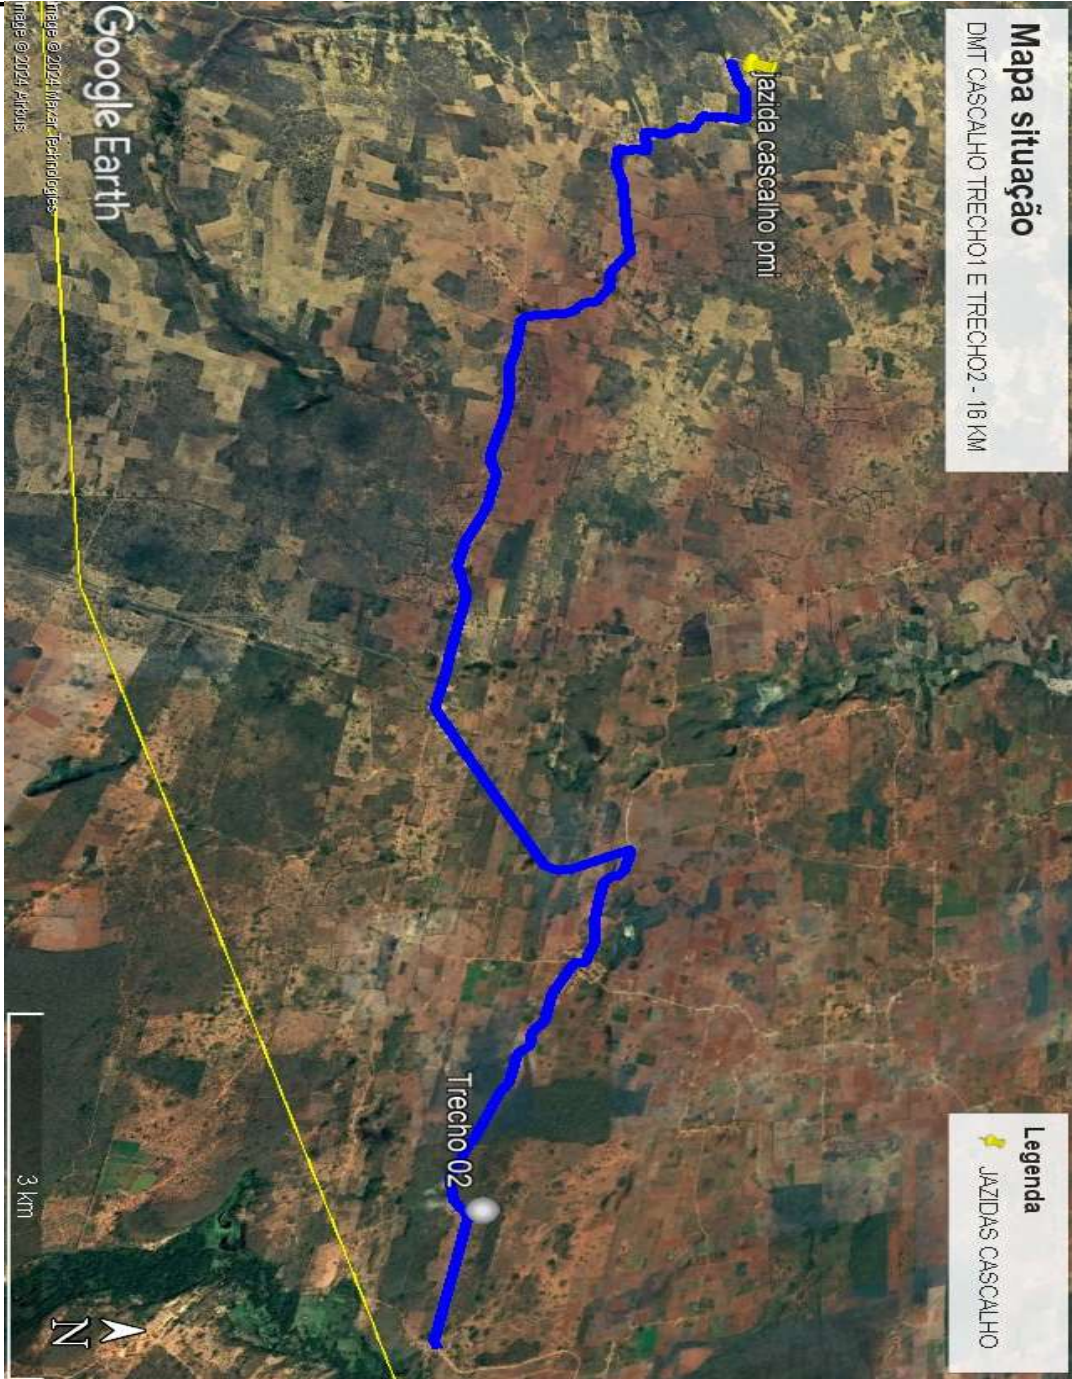 Mapa situação
DMT CASCALHO TRECHO1 E TRECHO2 - 16 KM
Legenda
JAZIDAS CASCALHO
jazida cascalho pmi
Trecho 02
Google Earth
Image © 2024 Maxar Technologies
Image © 2024 Airbus
3 km
N